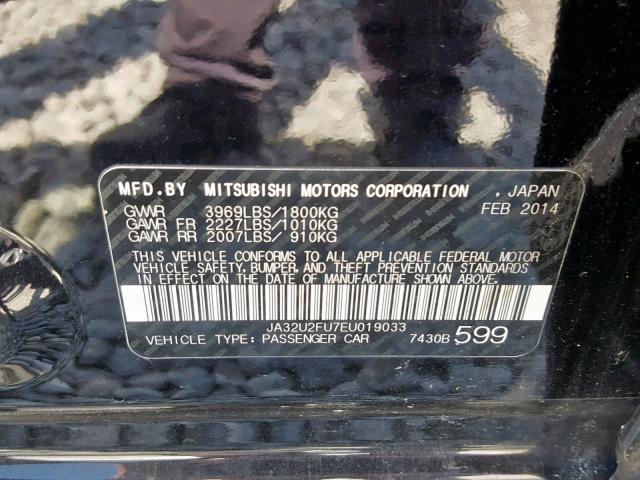 MFD.BY MITSUBISHI MOTORS CORPORATION , JAPAN
GVWR 3969LBS/1800KG FEB 2014
GAWR FR 2227LBS/1010KG
GAWR RR 2007LBS/ 910KG
THIS VEHICLE CONFORMS TO ALL APPLICABLE FEDERAL MOTOR
VEHICLE SAFETY, BUMPER, AND THEFT PREVENTION STANDARDS
IN EFFECT ON THE DATE OF MANUFACTURE SHOWN ABOVE.
JA32U2FU7EU019033
VEHICLE TYPE: PASSENGER CAR 7430B 599